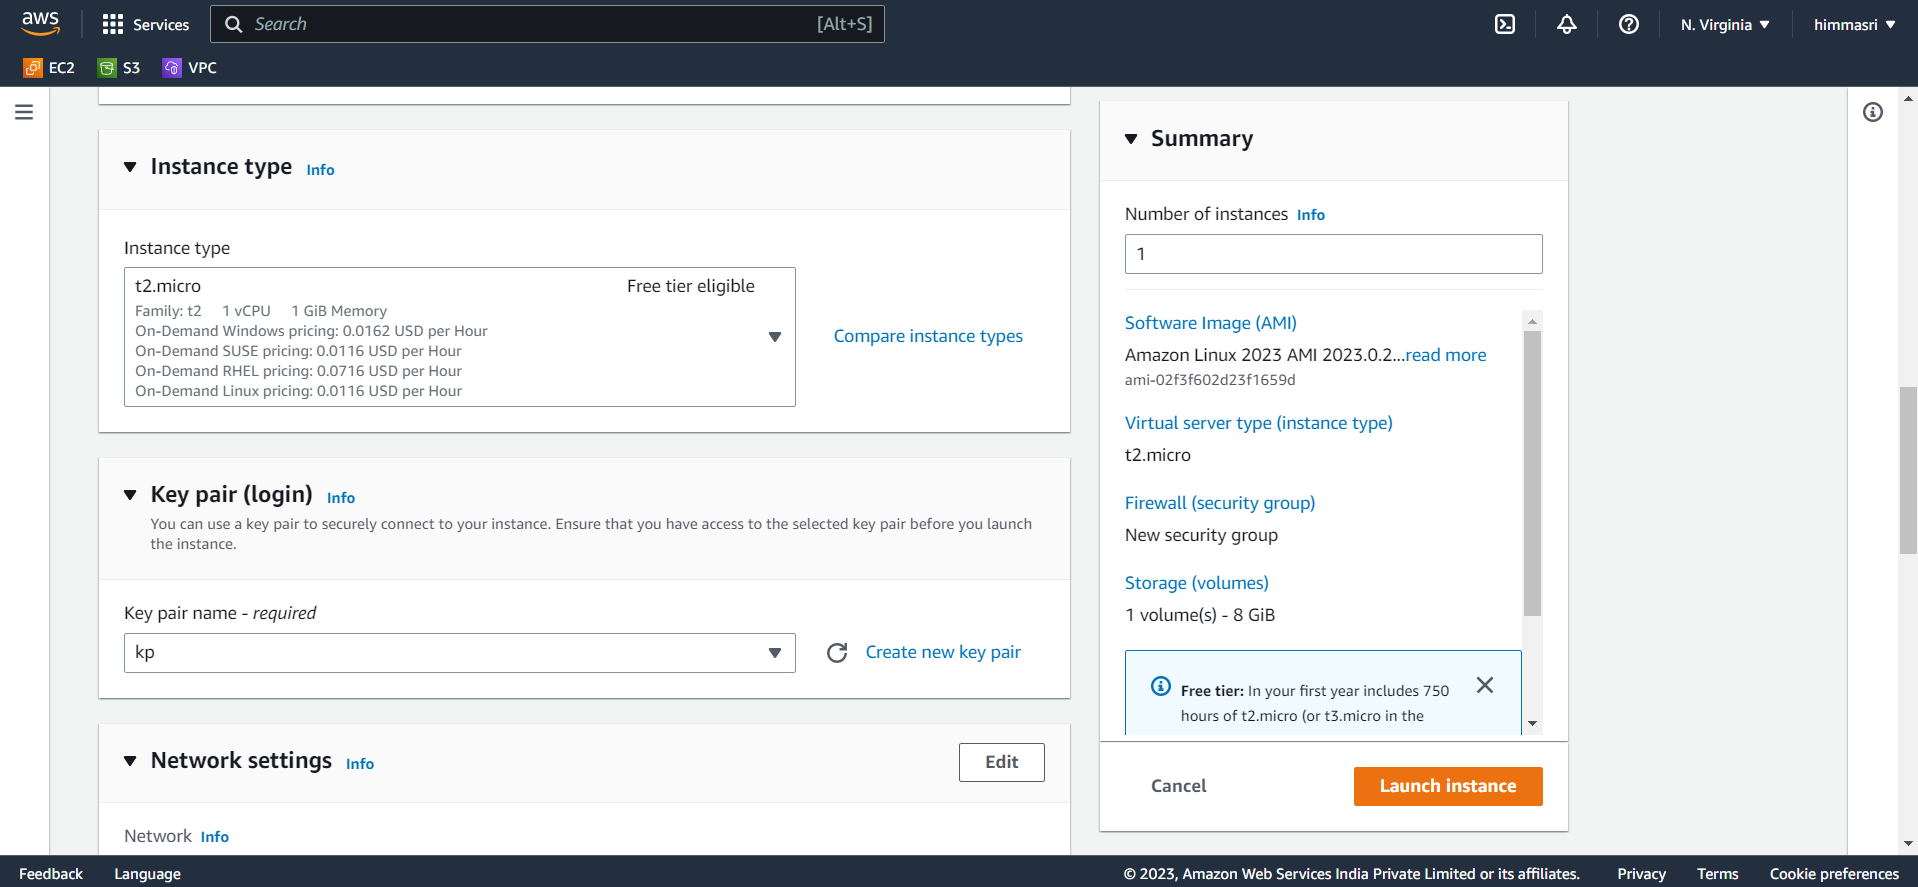 aws
Services
Search
[Alt+S]
N. Virginia
himmasri
EC2
S3
VPC
Instance type
Info
Instance type
t2.micro
Free tier eligible
Family: t2 1 vCPU 1 GiB Memory
On-Demand Windows pricing: 0.0162 USD per Hour
On-Demand SUSE pricing: 0.0116 USD per Hour
On-Demand RHEL pricing: 0.0716 USD per Hour
On-Demand Linux pricing: 0.0116 USD per Hour
Compare instance types
Key pair (login)
Info
You can use a key pair to securely connect to your instance. Ensure that you have access to the selected key pair before you launch
the instance.
Key pair name - required
kp
Create new key pair
Network settings
Info
Edit
Network
Info
Summary
Number of instances
Info
1
Software Image (AMI)
Amazon Linux 2023 AMI 2023.0.2...read more
ami-02f3f602d23f1659d
Virtual server type (instance type)
t2.micro
Firewall (security group)
New security group
Storage (volumes)
1 volume(s) - 8 GiB
Free tier: In your first year includes 750
hours of t2.micro (or t3.micro in the
Cancel
Launch instance
Feedback
Language
© 2023, Amazon Web Services India Private Limited or its affiliates.
Privacy
Terms
Cookie preferences